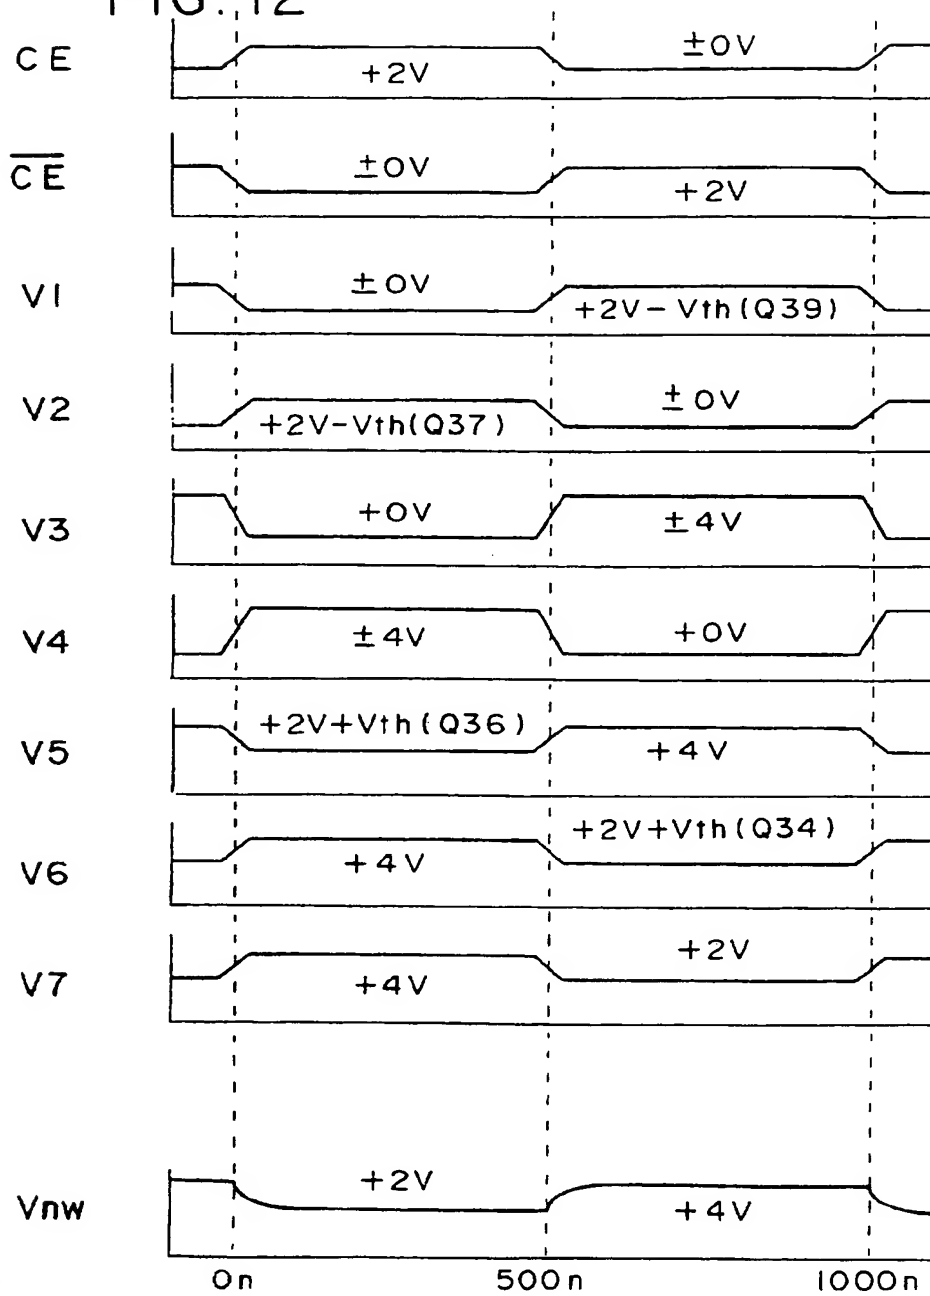 FIG. 12
CE +2V ±0V
C̅E̅ ±0V +2V
V1 ±0V +2V-Vth(Q39)
V2 +2V-Vth(Q37) ±0V
V3 +0V ±4V
V4 ±4V +0V
V5 +2V+Vth(Q36) +4V
V6 +4V +2V+Vth(Q34)
V7 +4V +2V
Vnw +2V +4V
0n 500n 1000n